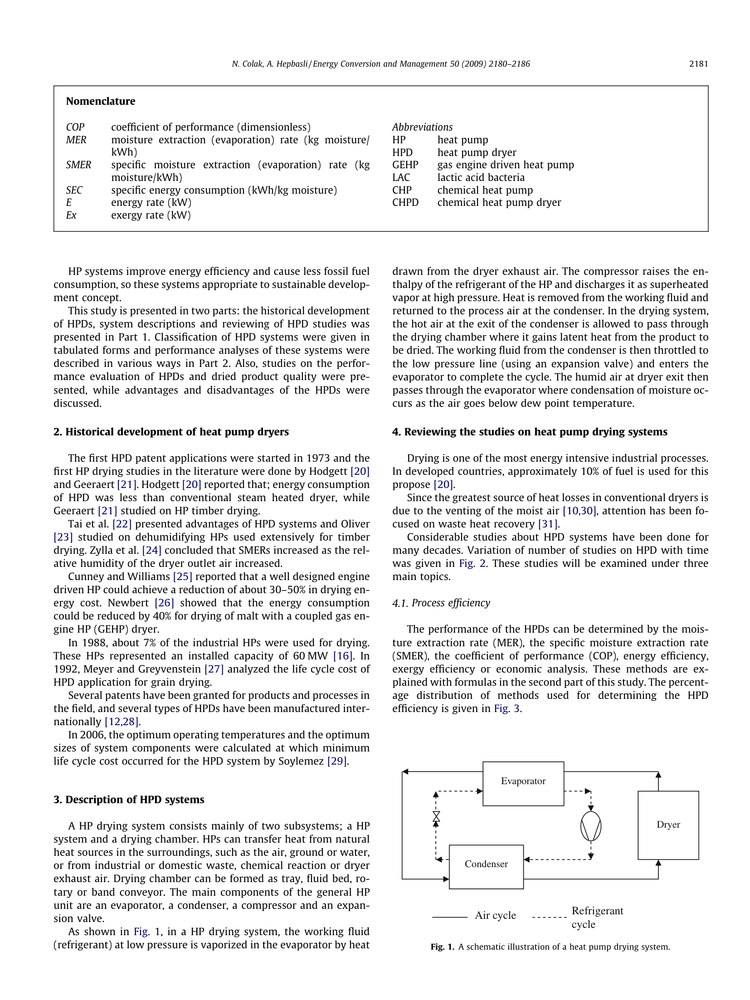 N. Colak, A. Hepbasli / Energy Conversion and Management 50 (2009) 2180–2186
2181
Nomenclature
COP coefficient of performance (dimensionless)
MER moisture extraction (evaporation) rate (kg moisture/
kWh)
SMER specific moisture extraction (evaporation) rate (kg
moisture/kWh)
SEC specific energy consumption (kWh/kg moisture)
E energy rate (kW)
Ex exergy rate (kW)
Abbreviations
HP heat pump
HPD heat pump dryer
GEHP gas engine driven heat pump
LAC lactic acid bacteria
CHP chemical heat pump
CHPD chemical heat pump dryer
HP systems improve energy efficiency and cause less fossil fuel
consumption, so these systems appropriate to sustainable develop-
ment concept.
This study is presented in two parts: the historical development
of HPDs, system descriptions and reviewing of HPD studies was
presented in Part 1. Classification of HPD systems were given in
tabulated forms and performance analyses of these systems were
described in various ways in Part 2. Also, studies on the perfor-
mance evaluation of HPDs and dried product quality were pre-
sented, while advantages and disadvantages of the HPDs were
discussed.
2. Historical development of heat pump dryers
The first HPD patent applications were started in 1973 and the
first HP drying studies in the literature were done by Hodgett [20]
and Geeraert [21]. Hodgett [20] reported that; energy consumption
of HPD was less than conventional steam heated dryer, while
Geeraert [21] studied on HP timber drying.
Tai et al. [22] presented advantages of HPD systems and Oliver
[23] studied on dehumidifying HPs used extensively for timber
drying. Zylla et al. [24] concluded that SMERs increased as the rel-
ative humidity of the dryer outlet air increased.
Cunney and Williams [25] reported that a well designed engine
driven HP could achieve a reduction of about 30–50% in drying en-
ergy cost. Newbert [26] showed that the energy consumption
could be reduced by 40% for drying of malt with a coupled gas en-
gine HP (GEHP) dryer.
In 1988, about 7% of the industrial HPs were used for drying.
These HPs represented an installed capacity of 60 MW [16]. In
1992, Meyer and Greyvenstein [27] analyzed the life cycle cost of
HPD application for grain drying.
Several patents have been granted for products and processes in
the field, and several types of HPDs have been manufactured inter-
nationally [12,28].
In 2006, the optimum operating temperatures and the optimum
sizes of system components were calculated at which minimum
life cycle cost occurred for the HPD system by Soylemez [29].
3. Description of HPD systems
A HP drying system consists mainly of two subsystems; a HP
system and a drying chamber. HPs can transfer heat from natural
heat sources in the surroundings, such as the air, ground or water,
or from industrial or domestic waste, chemical reaction or dryer
exhaust air. Drying chamber can be formed as tray, fluid bed, ro-
tary or band conveyor. The main components of the general HP
unit are an evaporator, a condenser, a compressor and an expan-
sion valve.
As shown in Fig. 1, in a HP drying system, the working fluid
(refrigerant) at low pressure is vaporized in the evaporator by heat
drawn from the dryer exhaust air. The compressor raises the en-
thalpy of the refrigerant of the HP and discharges it as superheated
vapor at high pressure. Heat is removed from the working fluid and
returned to the process air at the condenser. In the drying system,
the hot air at the exit of the condenser is allowed to pass through
the drying chamber where it gains latent heat from the product to
be dried. The working fluid from the condenser is then throttled to
the low pressure line (using an expansion valve) and enters the
evaporator to complete the cycle. The humid air at dryer exit then
passes through the evaporator where condensation of moisture oc-
curs as the air goes below dew point temperature.
4. Reviewing the studies on heat pump drying systems
Drying is one of the most energy intensive industrial processes.
In developed countries, approximately 10% of fuel is used for this
propose [20].
Since the greatest source of heat losses in conventional dryers is
due to the venting of the moist air [10,30], attention has been fo-
cused on waste heat recovery [31].
Considerable studies about HPD systems have been done for
many decades. Variation of number of studies on HPD with time
was given in Fig. 2. These studies will be examined under three
main topics.
4.1. Process efficiency
The performance of the HPDs can be determined by the mois-
ture extraction rate (MER), the specific moisture extraction rate
(SMER), the coefficient of performance (COP), energy efficiency,
exergy efficiency or economic analysis. These methods are ex-
plained with formulas in the second part of this study. The percent-
age distribution of methods used for determining the HPD
efficiency is given in Fig. 3.
Evaporator
Dryer
Condenser
Air cycle
Refrigerant
cycle
Fig. 1. A schematic illustration of a heat pump drying system.